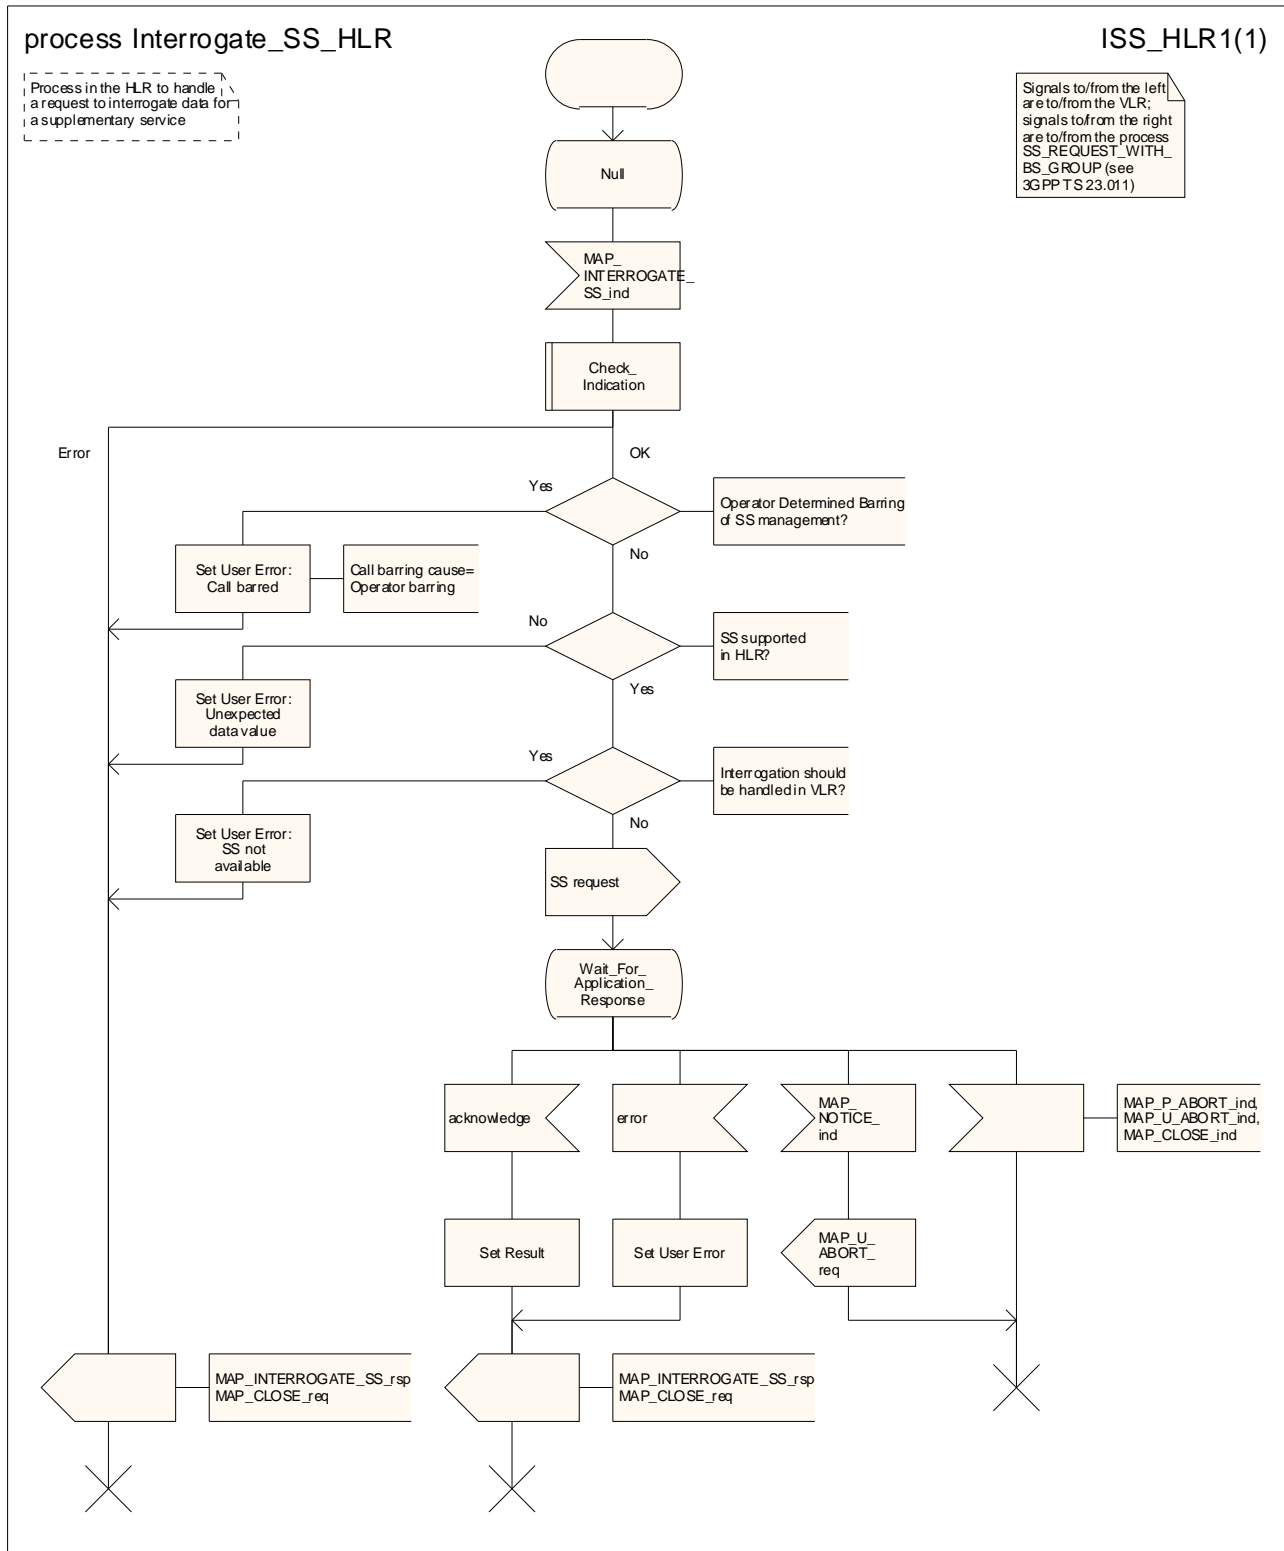 process Interrogate_SS_HLR
ISS_HLR1(1)
Process in the HLR to handle
a request to interrogate data for
a supplementary service
Signals to/from the left
are to/from the VLR;
signals to/from the right
are to/from the process
SS_REQUEST_WITH_
BS_GROUP (see
3GPP TS 23.011)
Null
MAP_
INTERROGATE_
SS_ind
Check_
Indication
Error
OK
Yes
Operator Determined Barring
of SS management?
No
Set User Error:
Call barred
Call barring cause=
Operator barring
No
SS supported
in HLR?
Yes
Set User Error:
Unexpected
data value
Yes
Interrogation should
be handled in VLR?
No
Set User Error:
SS not
available
SS request
Wait_For_
Application_
Response
acknowledge
error
MAP_
NOTICE_
ind
MAP_P_ABORT_ind,
MAP_U_ABORT_ind,
MAP_CLOSE_ind
Set Result
Set User Error
MAP_U_
ABORT_
req
MAP_INTERROGATE_SS_rsp
MAP_CLOSE_req
MAP_INTERROGATE_SS_rsp
MAP_CLOSE_req